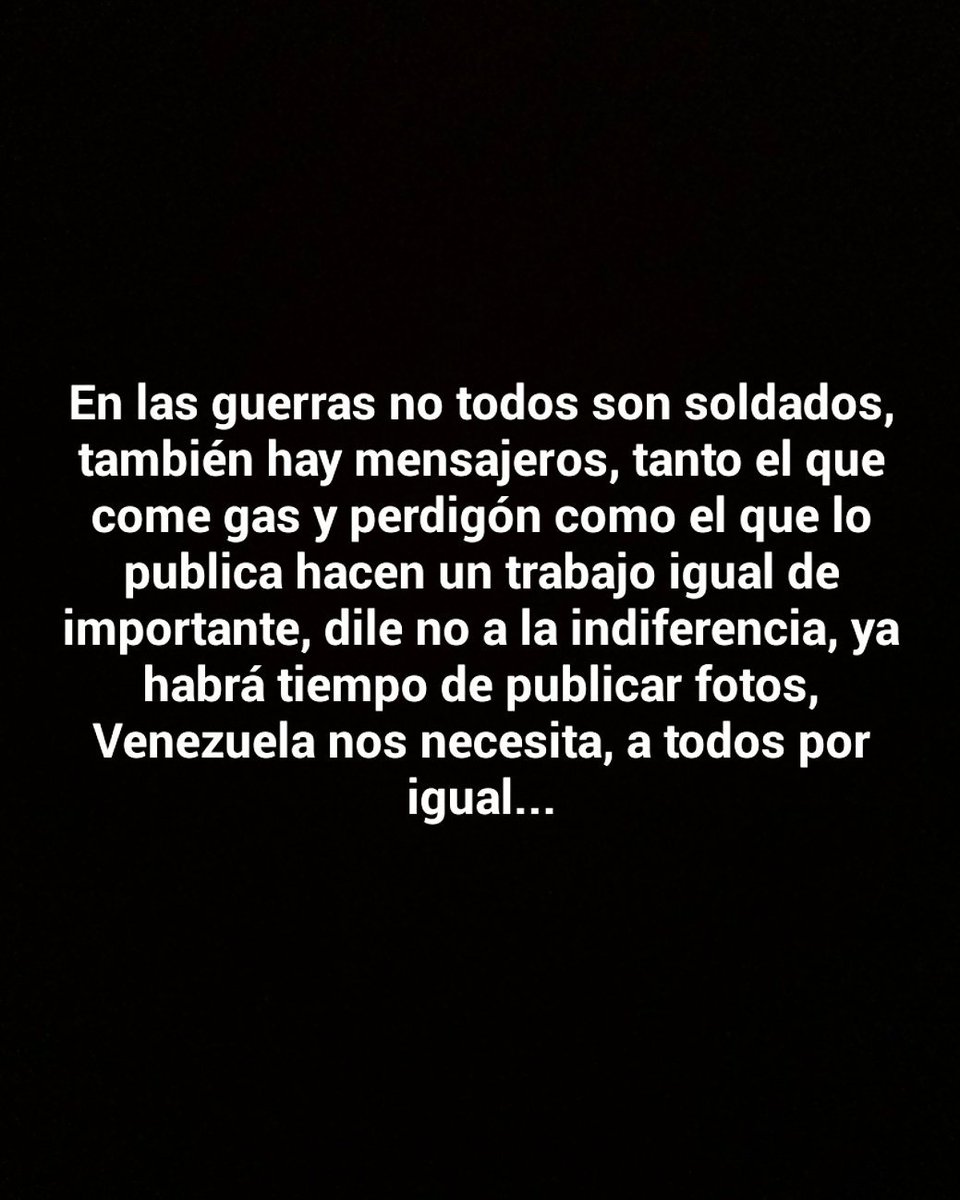 En las guerras no todos son soldados,
también hay mensajeros, tanto el que
come gas y perdigón como el que lo
publica hacen un trabajo igual de
importante, dile no a la indiferencia, ya
habrá tiempo de publicar fotos,
Venezuela nos necesita, a todos por
igual...